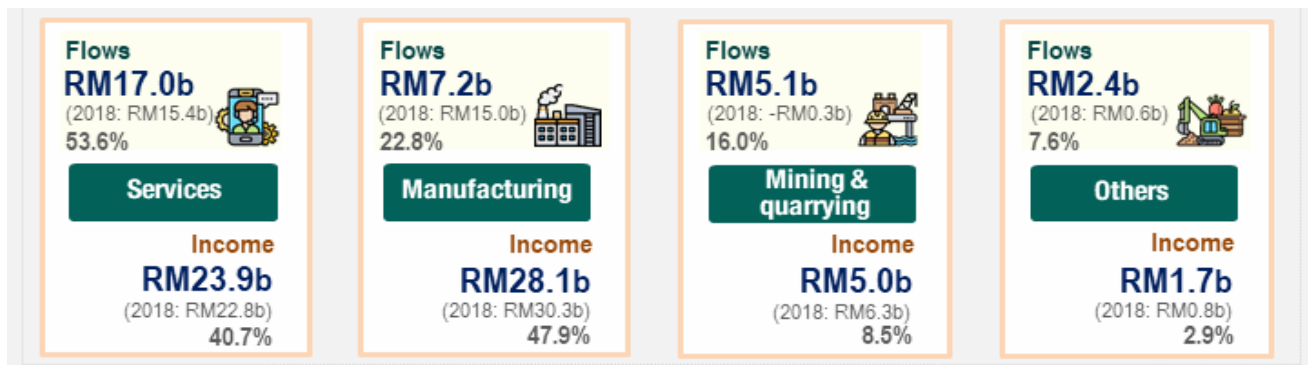 Flows
RM17.0b
(2018: RM15.4b)
53.6%
Services
Income
RM23.9b
(2018: RM22.8b)
40.7%
Flows
RM7.2b
(2018: RM15.0b)
22.8%
Manufacturing
Income
RM28.1b
(2018: RM30.3b)
47.9%
Flows
RM5.1b
(2018: -RM0.3b)
16.0%
Mining &
quarrying
Income
RM5.0b
(2018: RM6.3b)
8.5%
Flows
RM2.4b
(2018: RM0.6b)
7.6%
Others
Income
RM1.7b
(2018: RM0.8b)
2.9%